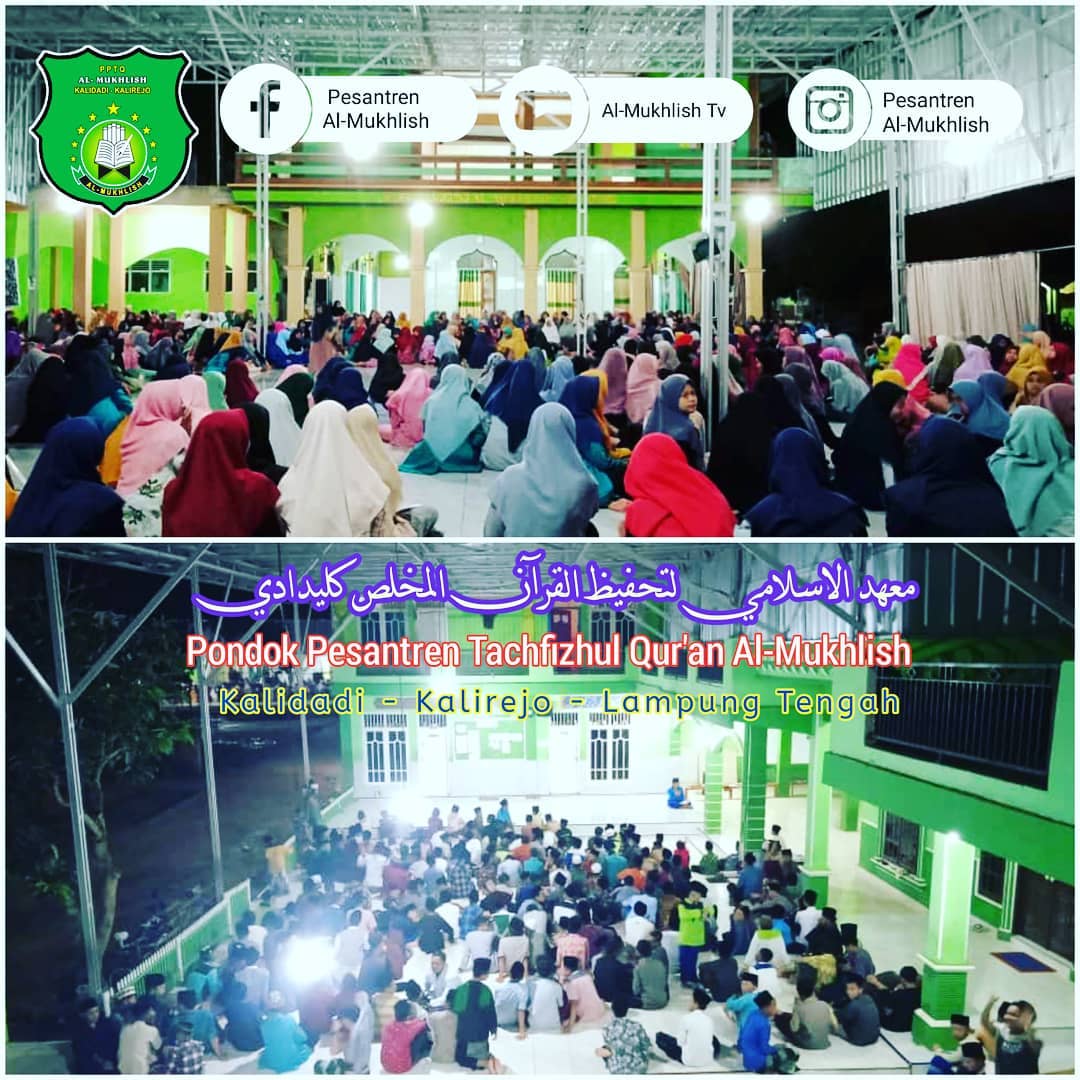 PPTQ
AL-MUKHLISH
KALIDADI - KALIREJO
AL-MUKHLISH
Pesantren
Al-Mukhlish
Al-Mukhlish Tv
Pesantren
Al-Mukhlish
معهد الاسلامي لتحفيظ القرآن المخلص كليدادي
Pondok Pesantren Tachfizhul Qur'an Al-Mukhlish
Kalidadi - Kalirejo - Lampung Tengah